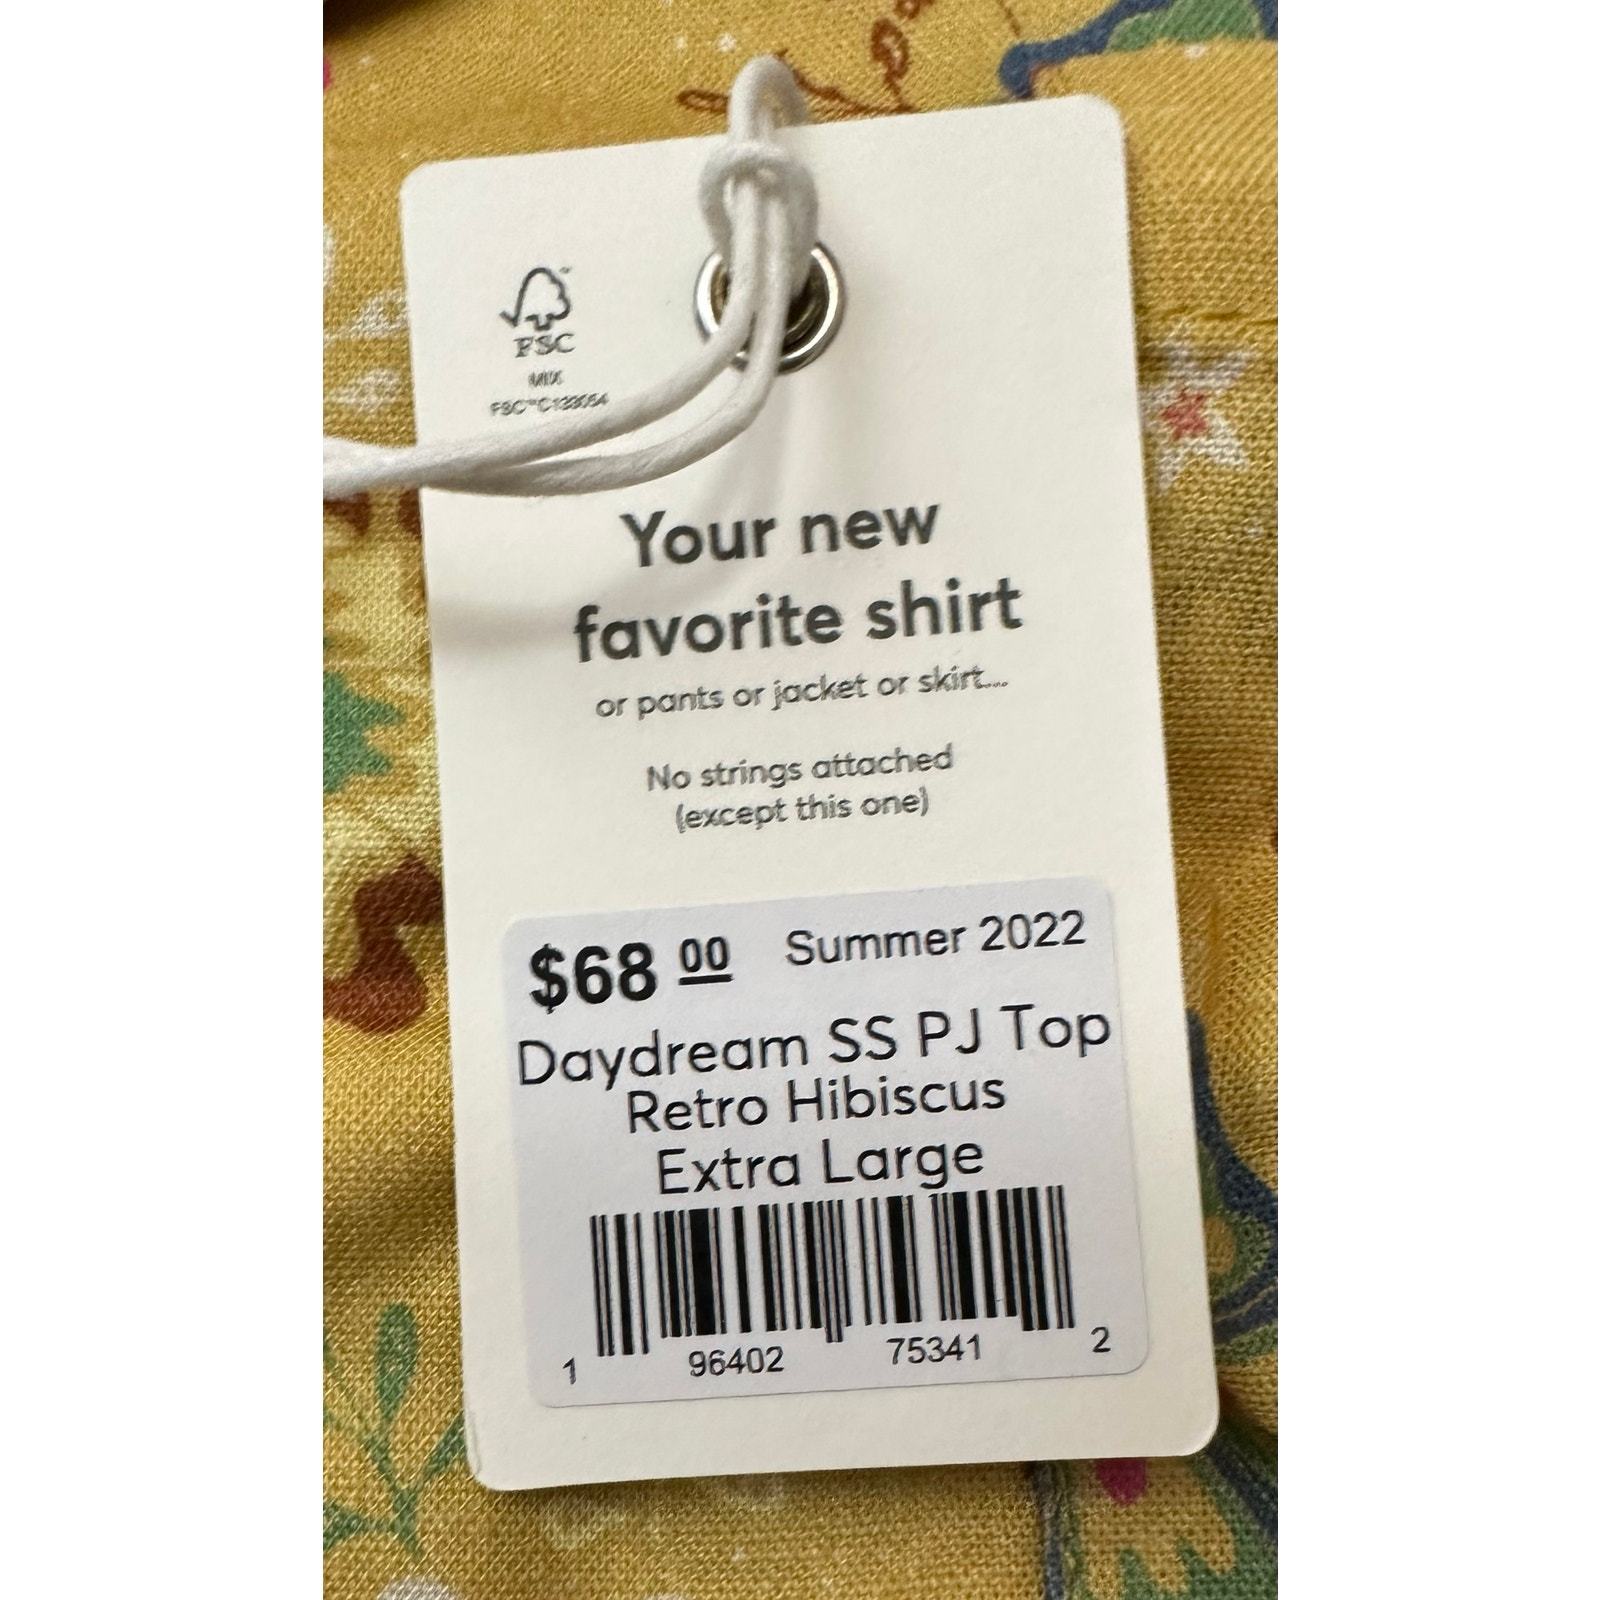 FSC
MIX
FSC™C133054
Your new
favorite shirt
or pants or jacket or skirt...
No strings attached
(except this one)
$68 00 Summer 2022
Daydream SS PJ Top
Retro Hibiscus
Extra Large
1 96402 75341 2